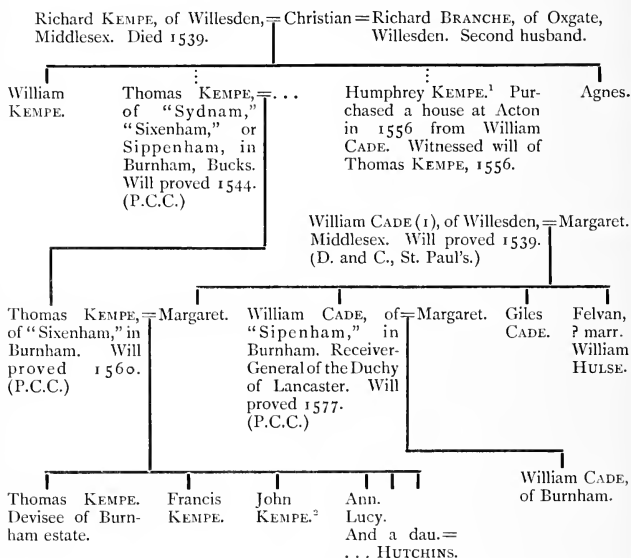 Richard KEMPE, of Willesden, = Christian = Richard BRANCHE, of Oxgate,
Middlesex. Died 1539. Willesden. Second husband.
William
KEMPE.
Thomas KEMPE, = . . .
of "Sydnam,"
"Sixenham," or
Sippenham, in
Burnham, Bucks.
Will proved 1544.
(P.C.C.)
Humphrey KEMPE.¹ Pur-
chased a house at Acton
in 1556 from William
CADE. Witnessed will of
Thomas KEMPE, 1556.
Agnes.
William CADE (1), of Willesden, = Margaret.
Middlesex. Will proved 1539.
(D. and C., St. Paul's.)
Thomas KEMPE, = Margaret.
of "Sixenham," in
Burnham. Will
proved 1560.
(P.C.C.)
William CADE, of = Margaret.
"Sipenham," in
Burnham. Receiver-
General of the Duchy
of Lancaster. Will
proved 1577.
(P.C.C.)
Giles
CADE.
Felvan,
? marr.
William
HULSE.
Thomas KEMPE.
Devisee of Burn-
ham estate.
Francis
KEMPE.
John
KEMPE.²
Ann.
Lucy.
And a dau. =
. . . HUTCHINS.
William CADE,
of Burnham.